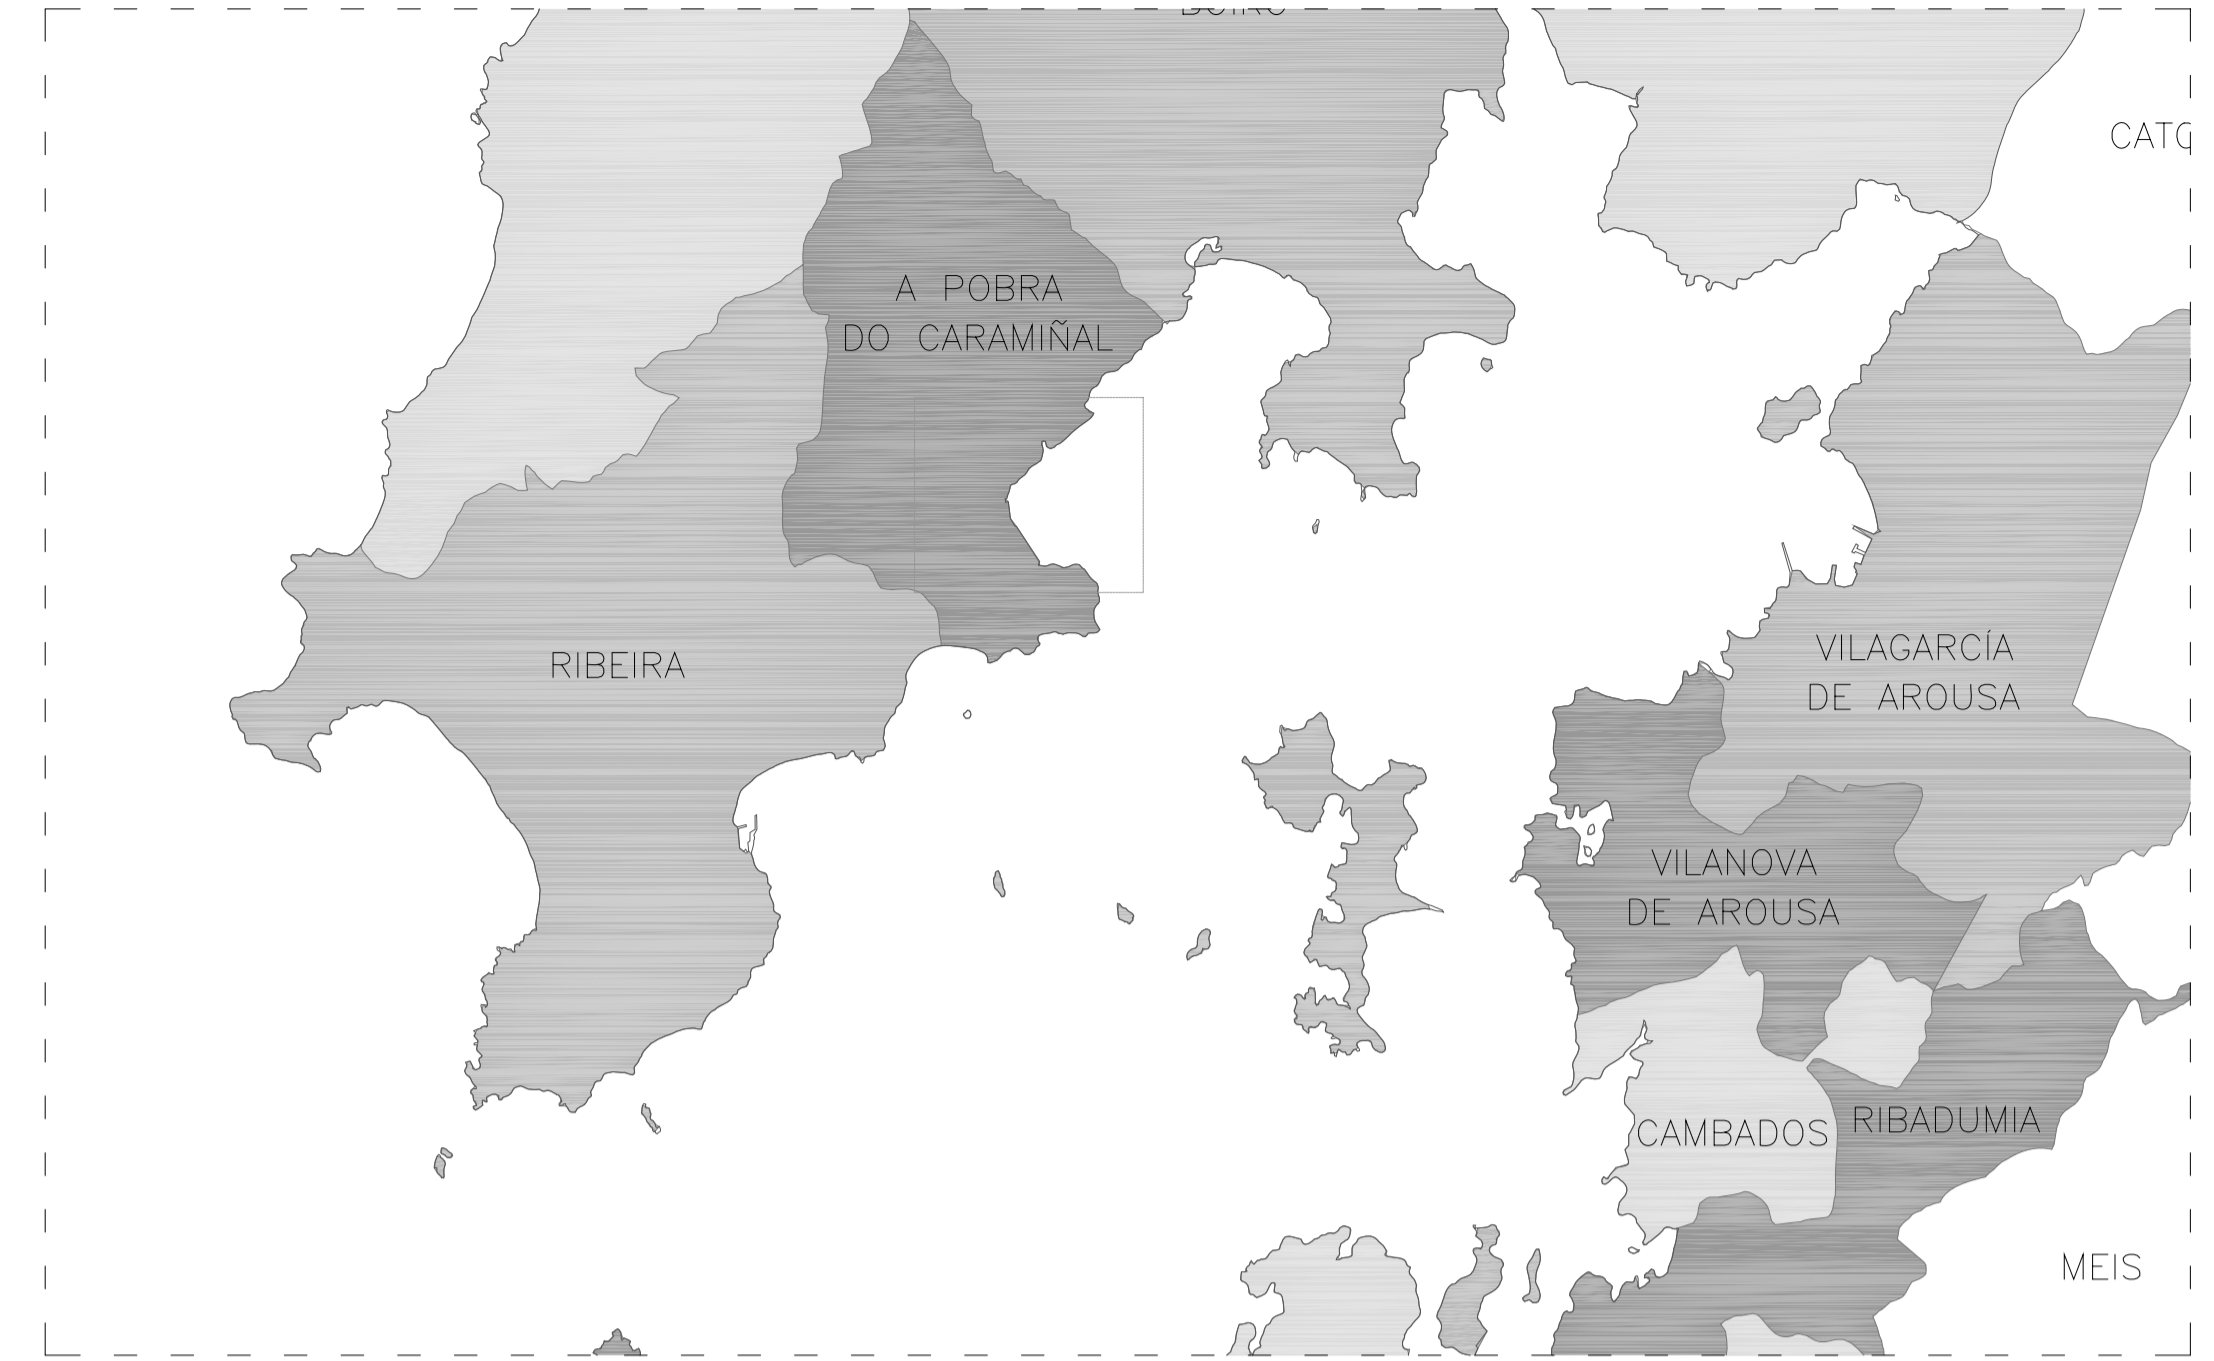 A POBRA
DO CARAMIÑAL
RIBEIRA
VILAGARCÍA
DE AROUSA
VILANOVA
DE AROUSA
CAMBADOS
RIBADUMIA
MEIS